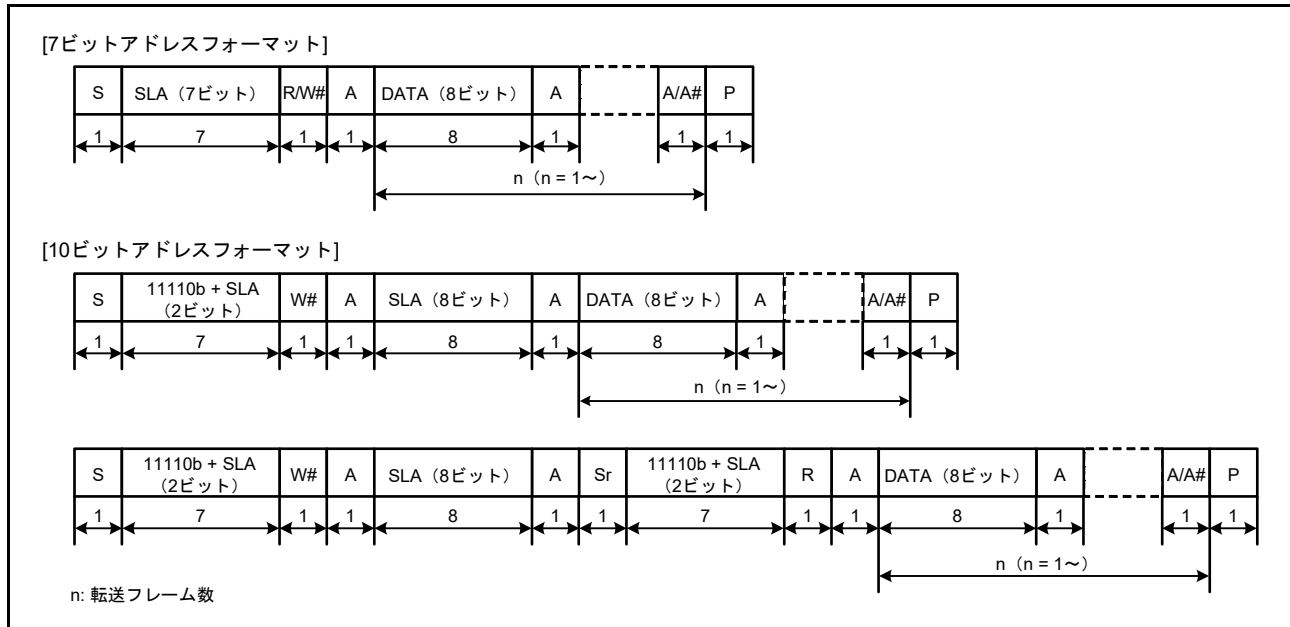 [7ビットアドレスフォーマット]
S SLA（7ビット） R/W# A DATA（8ビット） A A/A# P
1 7 1 1 8 1 1 1
n（n = 1～）
[10ビットアドレスフォーマット]
S 11110b + SLA（2ビット） W# A SLA（8ビット） A DATA（8ビット） A A/A# P
1 7 1 1 8 1 8 1 1 1
n（n = 1～）
S 11110b + SLA（2ビット） W# A SLA（8ビット） A Sr 11110b + SLA（2ビット） R A DATA（8ビット） A A/A# P
1 7 1 1 8 1 1 7 1 1 8 1 1 1
n（n = 1～）
n: 転送フレーム数